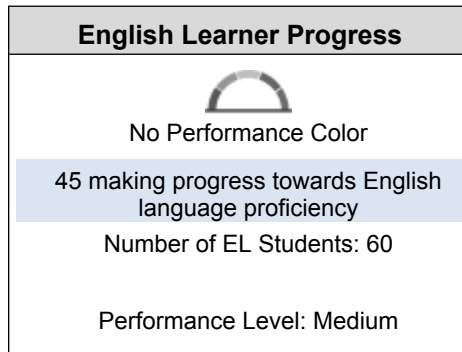 English Learner Progress
No Performance Color
45 making progress towards English
language proficiency
Number of EL Students: 60
Performance Level: Medium